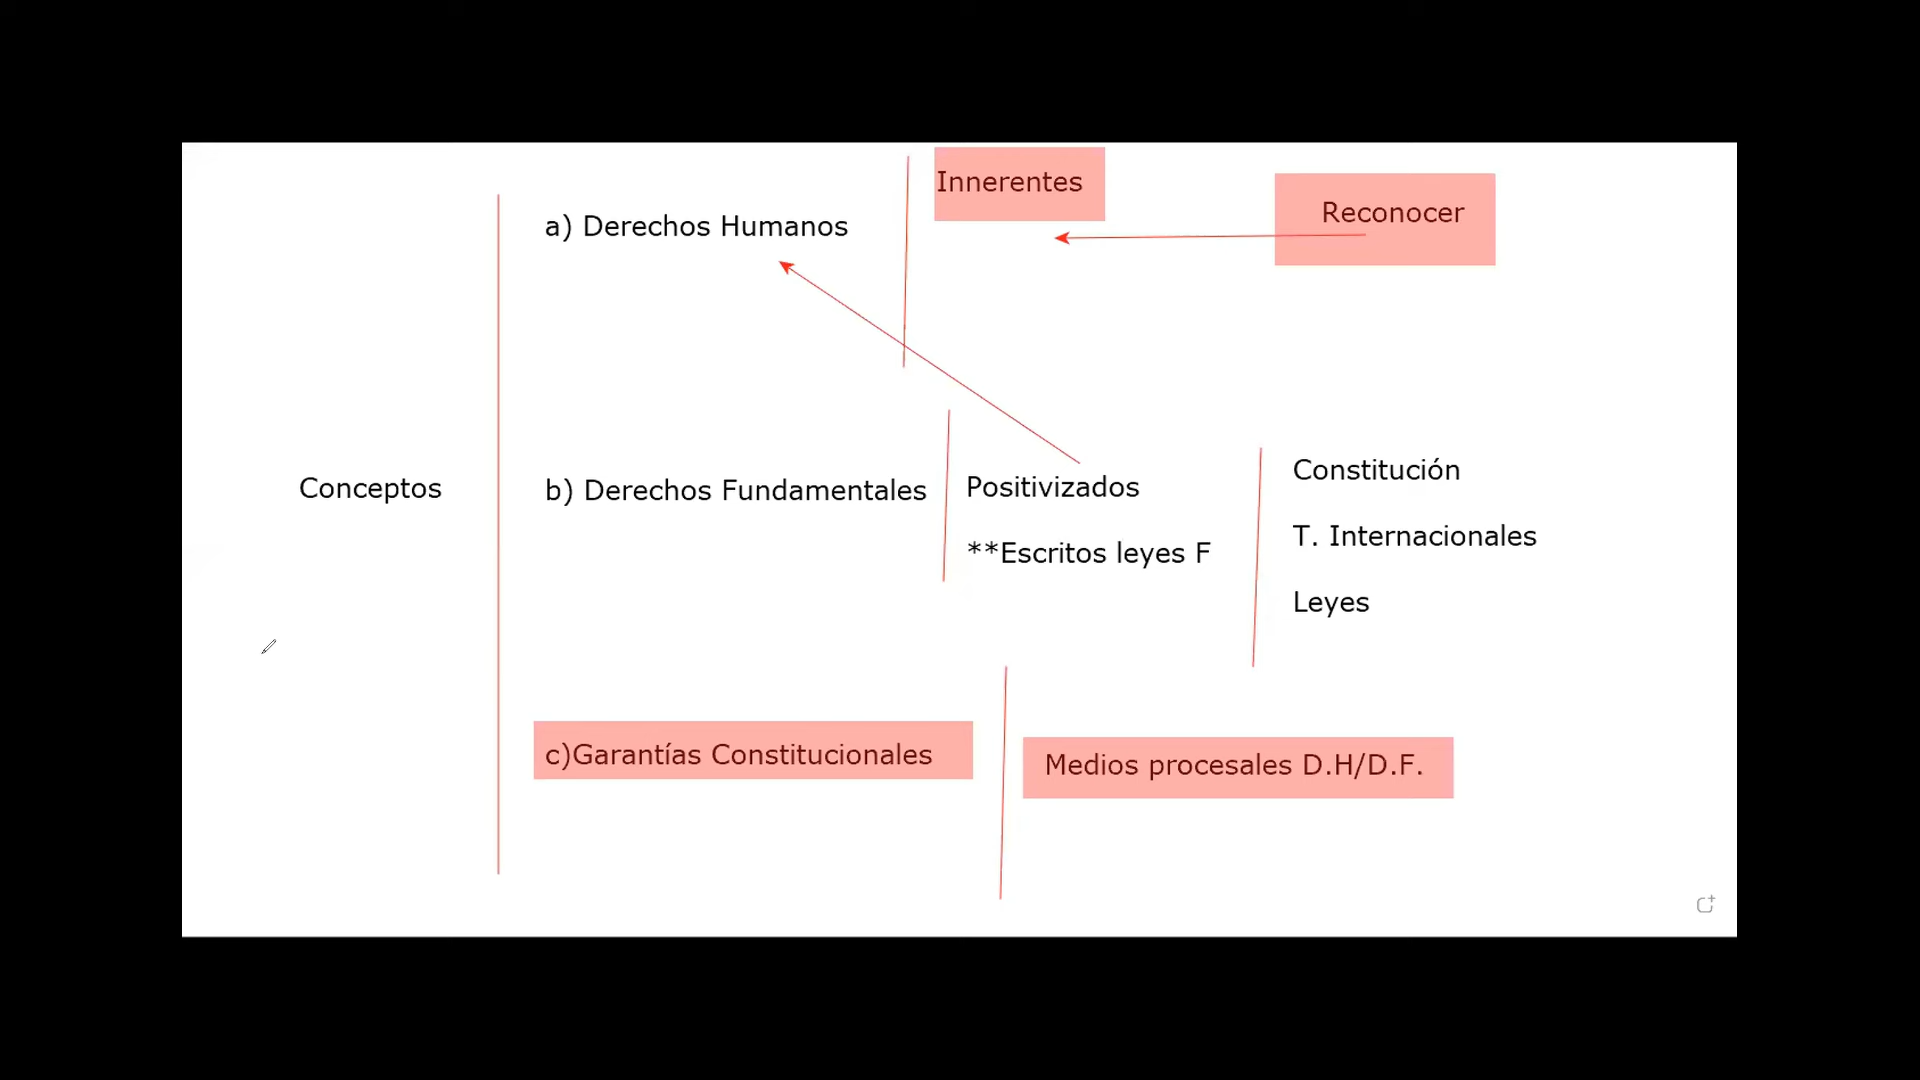 Innerentes
Reconocer
a) Derechos Humanos
Conceptos
b) Derechos Fundamentales
Positivizados
**Escritos leyes F
Constitución
T. Internacionales
Leyes
c)Garantías Constitucionales
Medios procesales D.H/D.F.